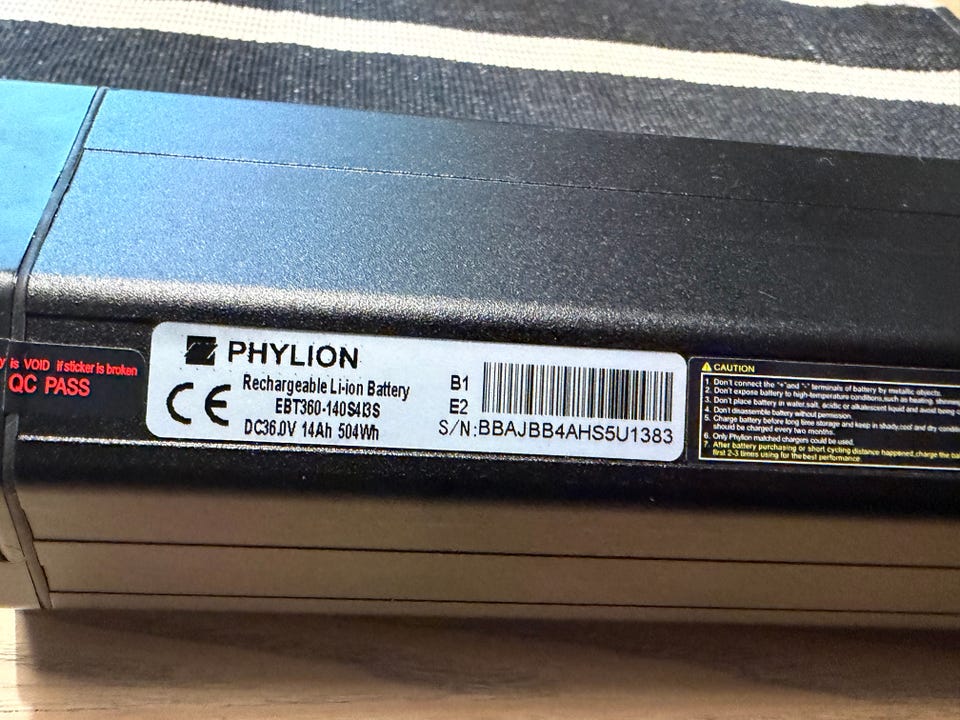 y is VOID if sticker is broken
QC PASS
PHYLION
Rechargeable Li-ion Battery
EBT360-140S4I3S
DC36.0V 14Ah 504Wh
B1
E2
S/N:BBAJBB4AHS5U1383
CAUTION
1. Don't connect the "+"and "-" terminals of battery by metallic objects.
2. Don't expose battery to high-temperature conditions,such as heating
3. Don't place battery in water,salt, acidic or alkalescent liquid and avoid being
4. Don't disassemble battery without permission.
5. Charge battery before long time storage and keep in shady,cool and dry
should be charged every two months.
6. Only Phylion matched chargers could be used.
7. After battery purchasing or short cycling distance happened,charge the
first 2-3 times using for the best performance